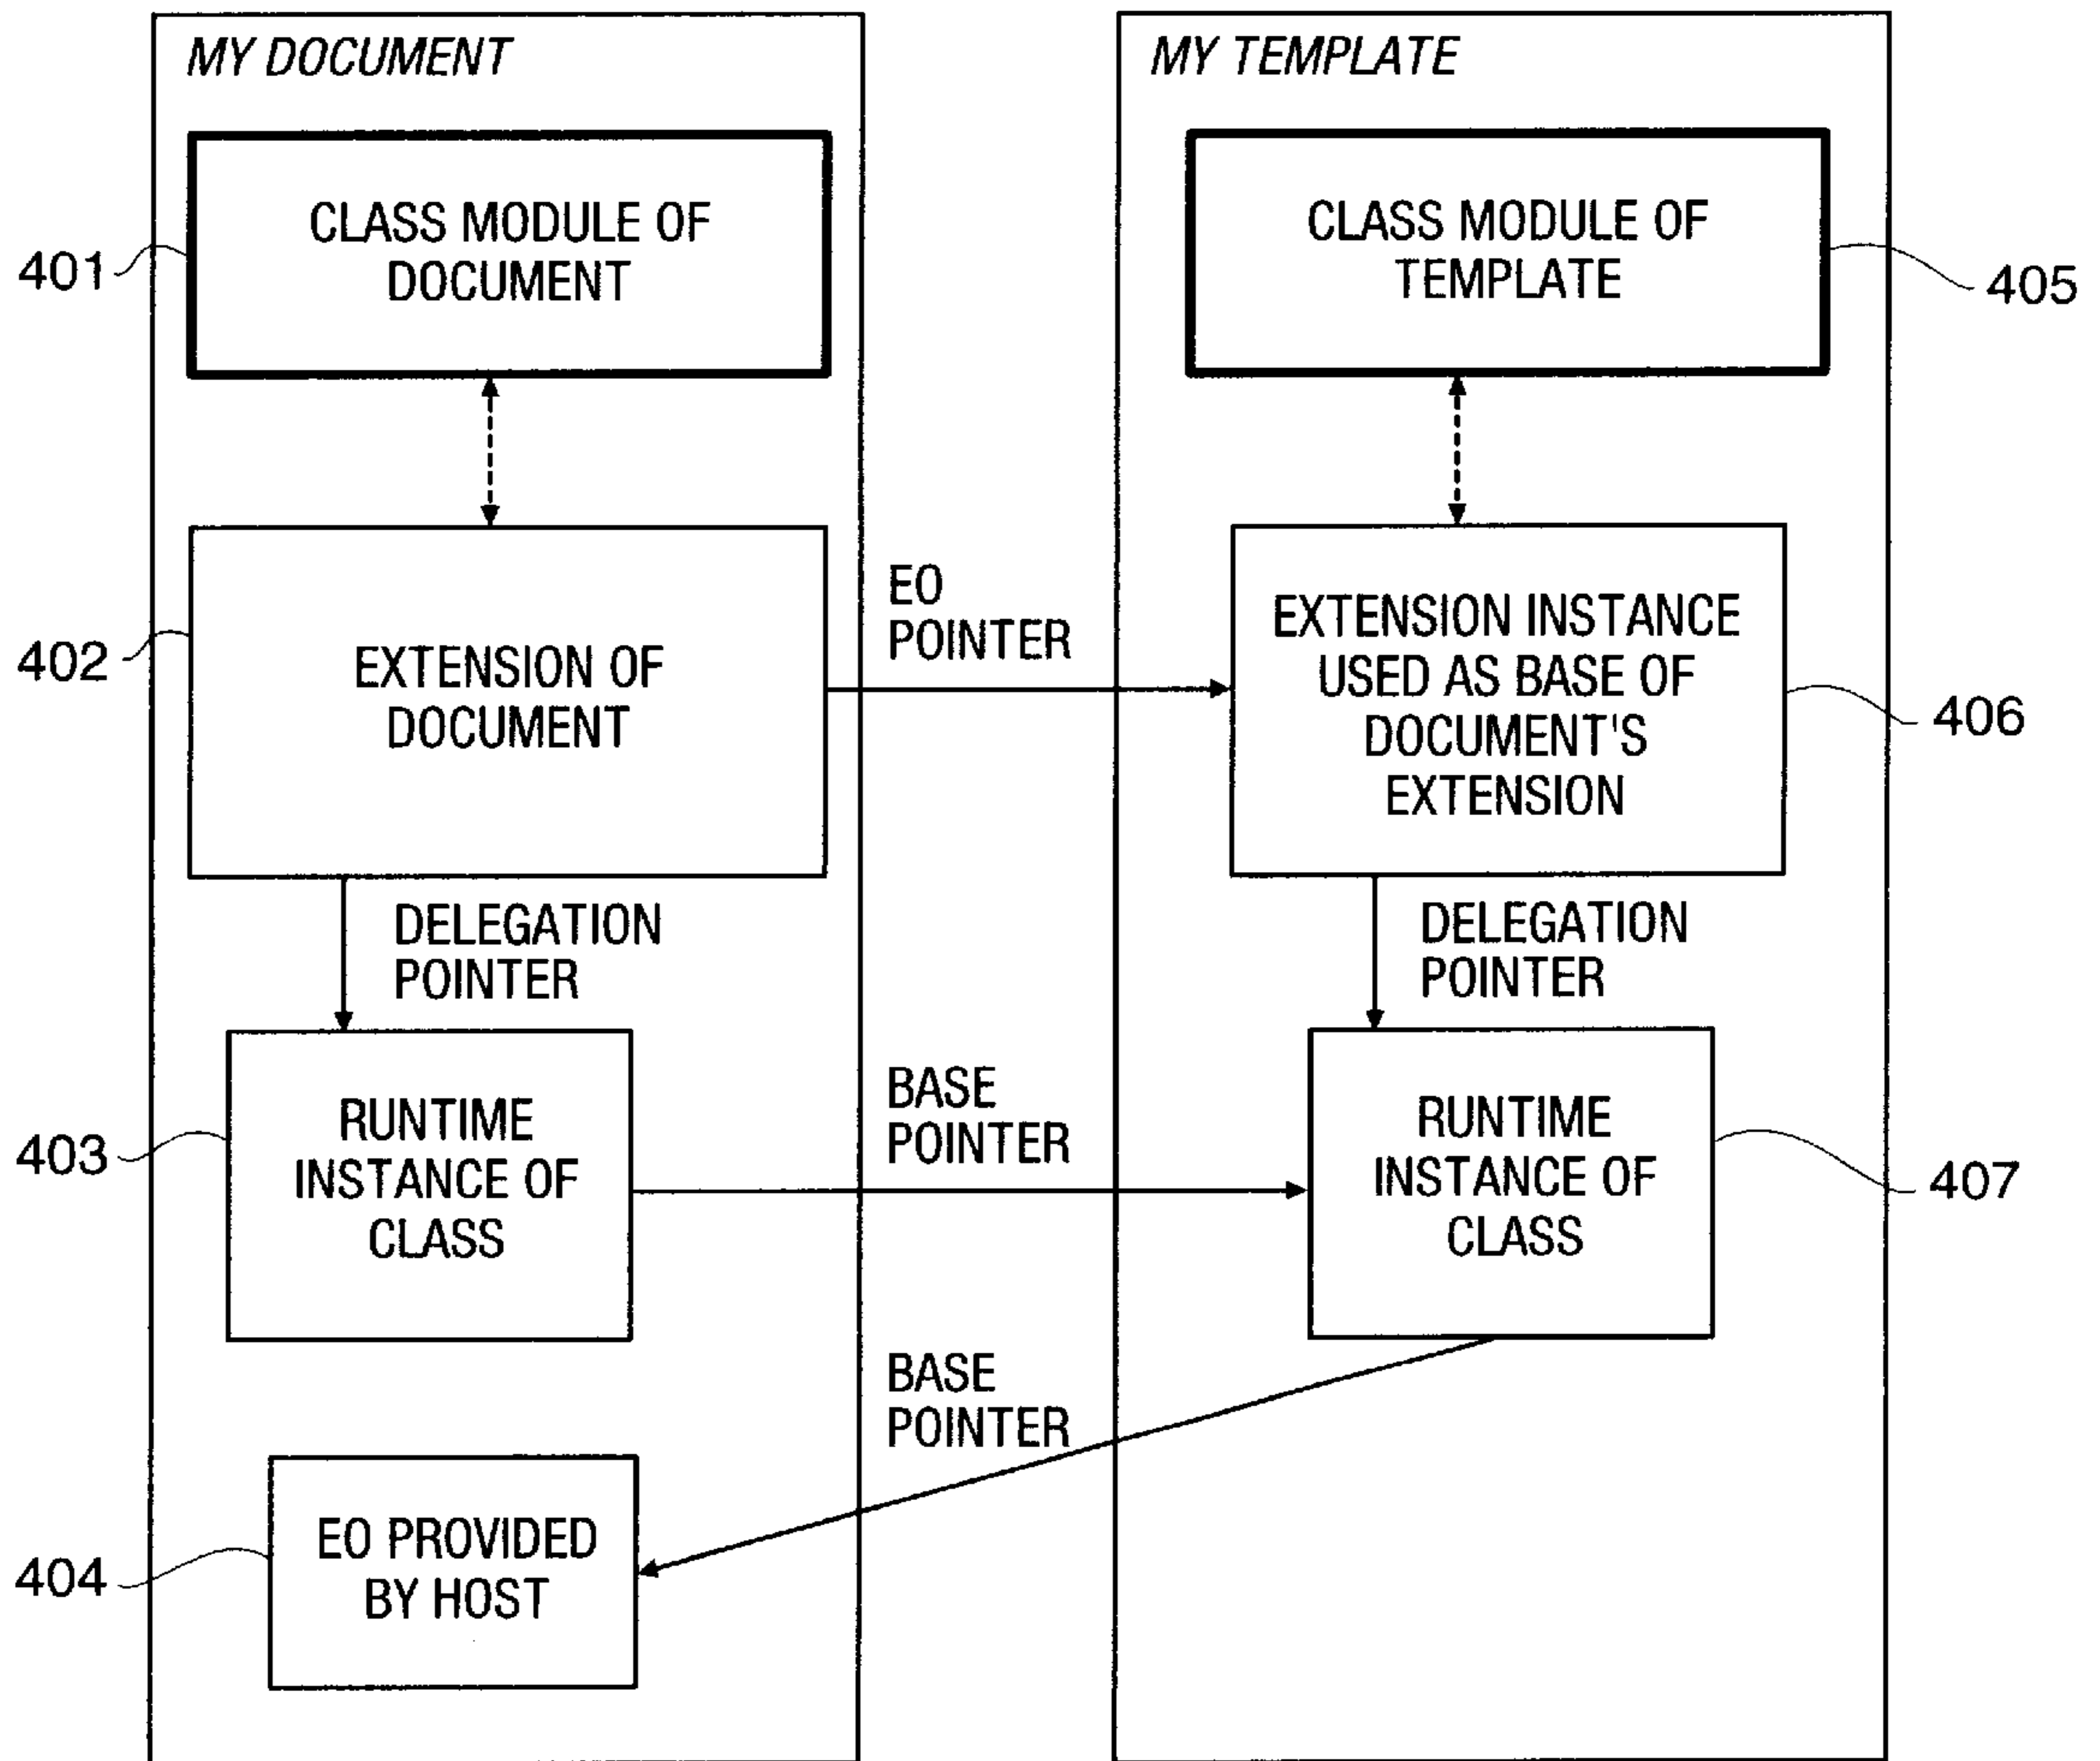 MY DOCUMENT
CLASS MODULE OF
DOCUMENT
401
EXTENSION OF
DOCUMENT
402
DELEGATION
POINTER
RUNTIME
INSTANCE OF
CLASS
403
EO PROVIDED
BY HOST
404
EO
POINTER
BASE
POINTER
BASE
POINTER
MY TEMPLATE
CLASS MODULE OF
TEMPLATE
405
EXTENSION INSTANCE
USED AS BASE OF
DOCUMENT'S
EXTENSION
406
DELEGATION
POINTER
RUNTIME
INSTANCE OF
CLASS
407